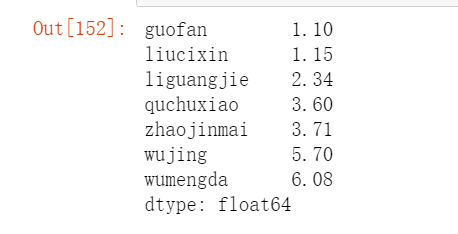 Out[152]: guofan 1.10
liucixin 1.15
liguangjie 2.34
quchuxiao 3.60
zhaojinmai 3.71
wujing 5.70
wumengda 6.08
dtype: float64